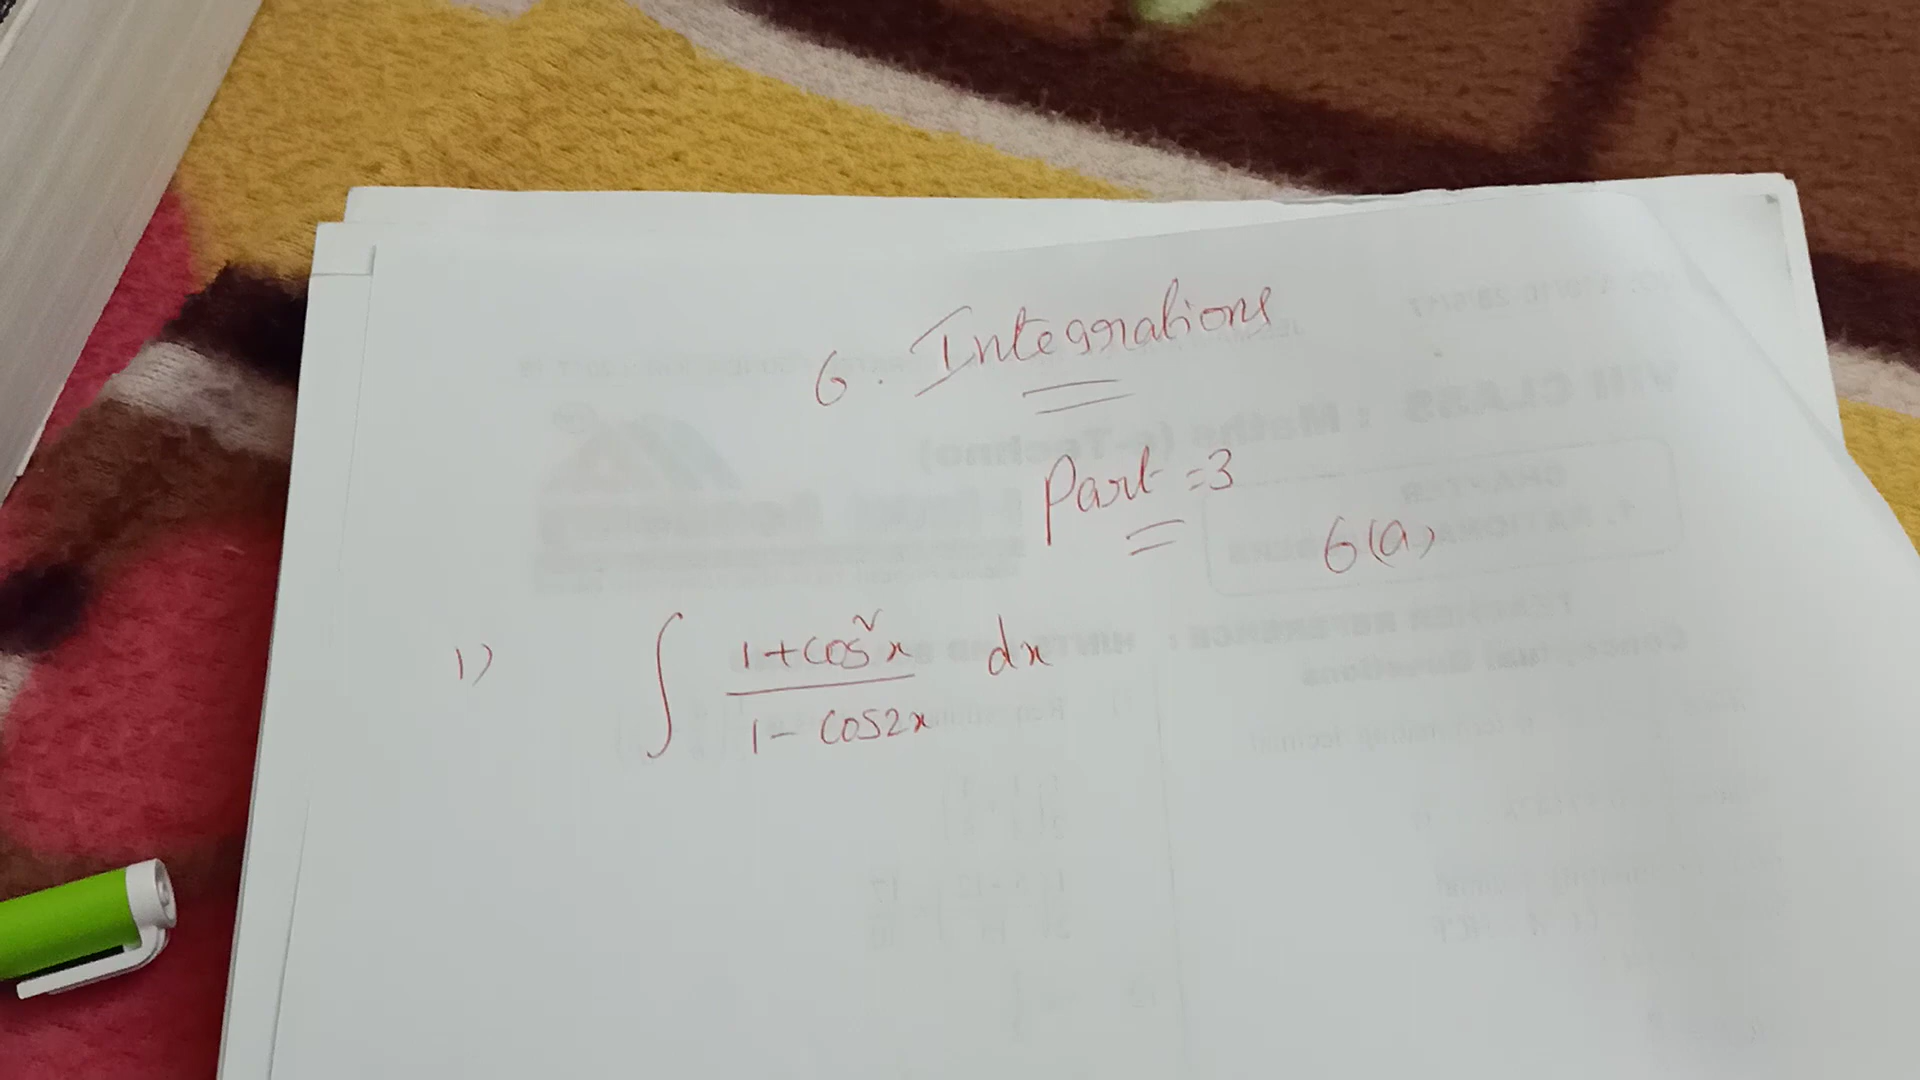 6. Integrations
Part=3
6(a)
1) ∫ (1+cos²x)/(1-cos2x) dx